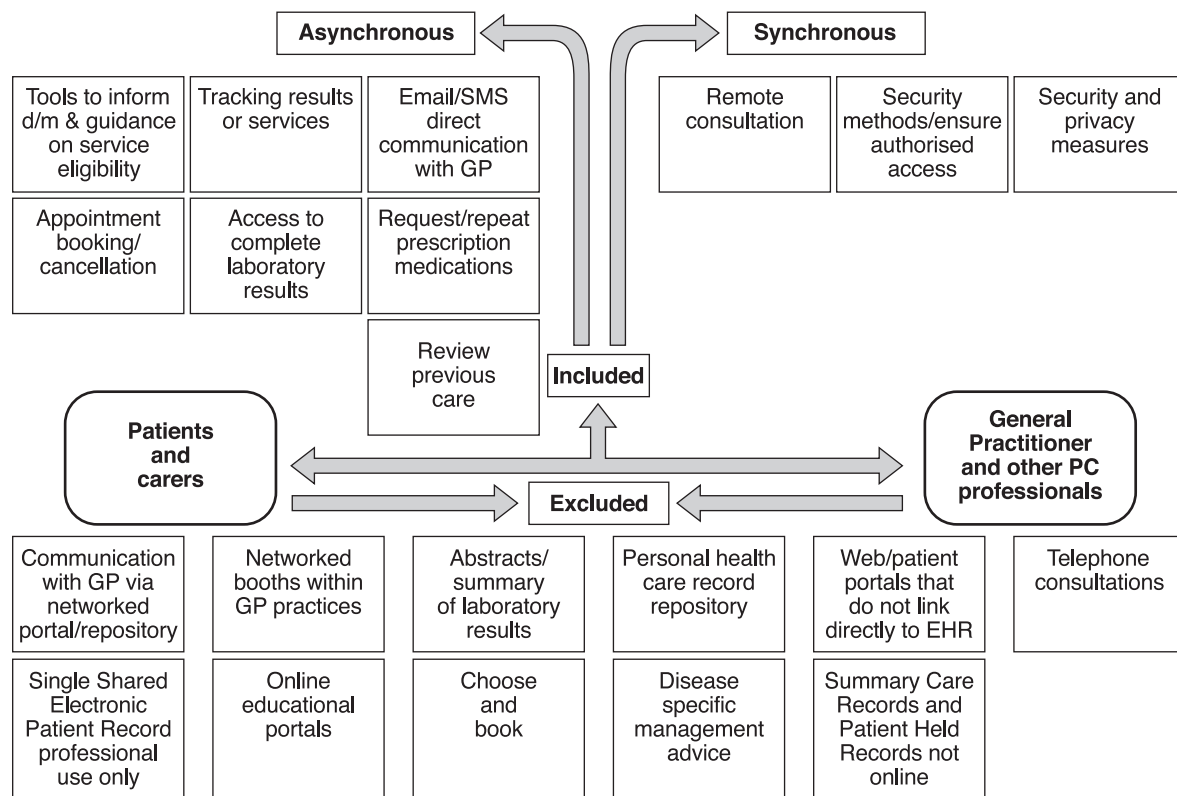 Asynchronous
Synchronous
Tools to inform
d/m & guidance
on service
eligibility
Tracking results
or services
Email/SMS
direct
communication
with GP
Remote
consultation
Security
methods/ensure
authorised
access
Security and
privacy
measures
Appointment
booking/
cancellation
Access to
complete
laboratory
results
Request/repeat
prescription
medications
Review
previous
care
Included
Patients
and
carers
General
Practitioner
and other PC
professionals
Excluded
Communication
with GP via
networked
portal/repository
Networked
booths within
GP practices
Abstracts/
summary
of laboratory
results
Personal health
care record
repository
Web/patient
portals that
do not link
directly to EHR
Telephone
consultations
Single Shared
Electronic
Patient Record
professional
use only
Online
educational
portals
Choose
and
book
Disease
specific
management
advice
Summary Care
Records and
Patient Held
Records not
online